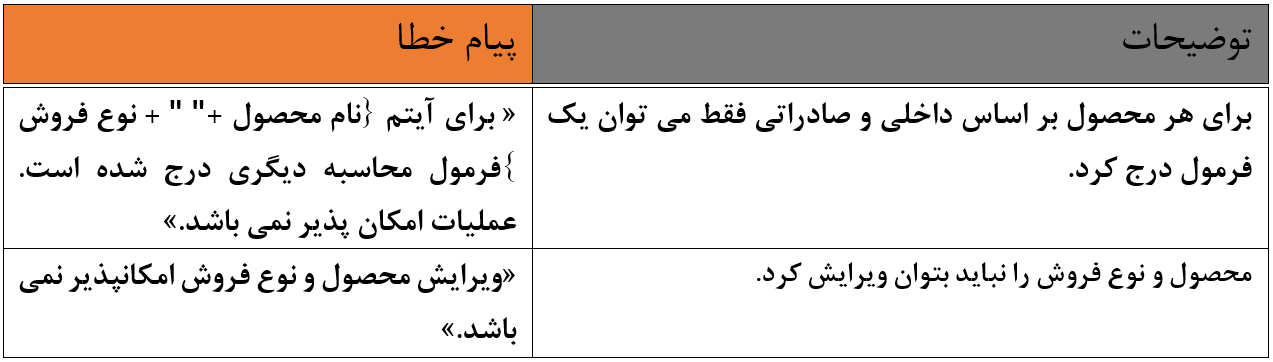 توضیحات
پیام خطا
برای هر محصول بر اساس داخلی و صادراتی فقط می توان یک
فرمول درج کرد.
« برای آیتم {نام محصول +" " + نوع فروش
}فرمول محاسبه دیگری درج شده است.
عملیات امکان پذیر نمی باشد.»
محصول و نوع فروش را نباید بتوان ویرایش کرد.
«ویرایش محصول و نوع فروش امکانپذیر نمی
باشد.»